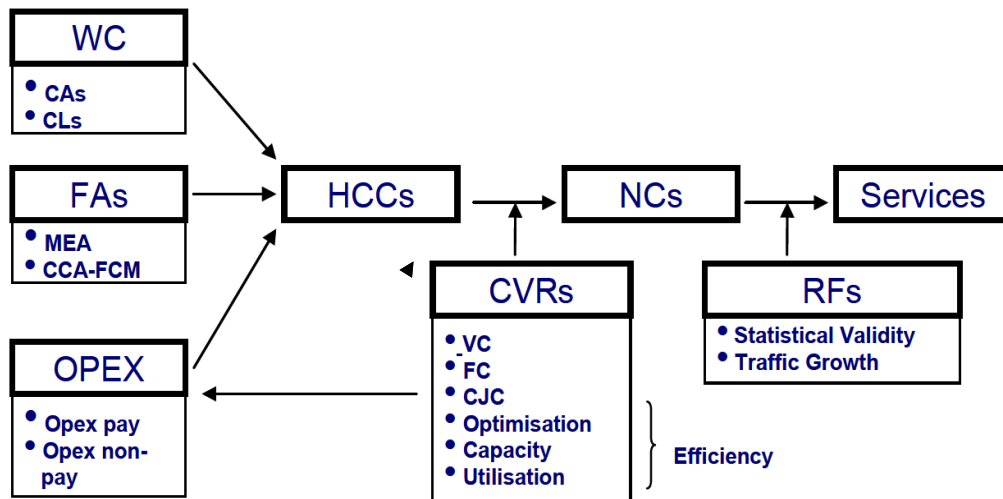 WC
• CAs
• CLs
FAs
• MEA
• CCA-FCM
OPEX
• Opex pay
• Opex non-
pay
HCCs
NCs
Services
CVRs
• VC
- FC
• CJC
• Optimisation
• Capacity
• Utilisation
Efficiency
RFs
• Statistical Validity
• Traffic Growth